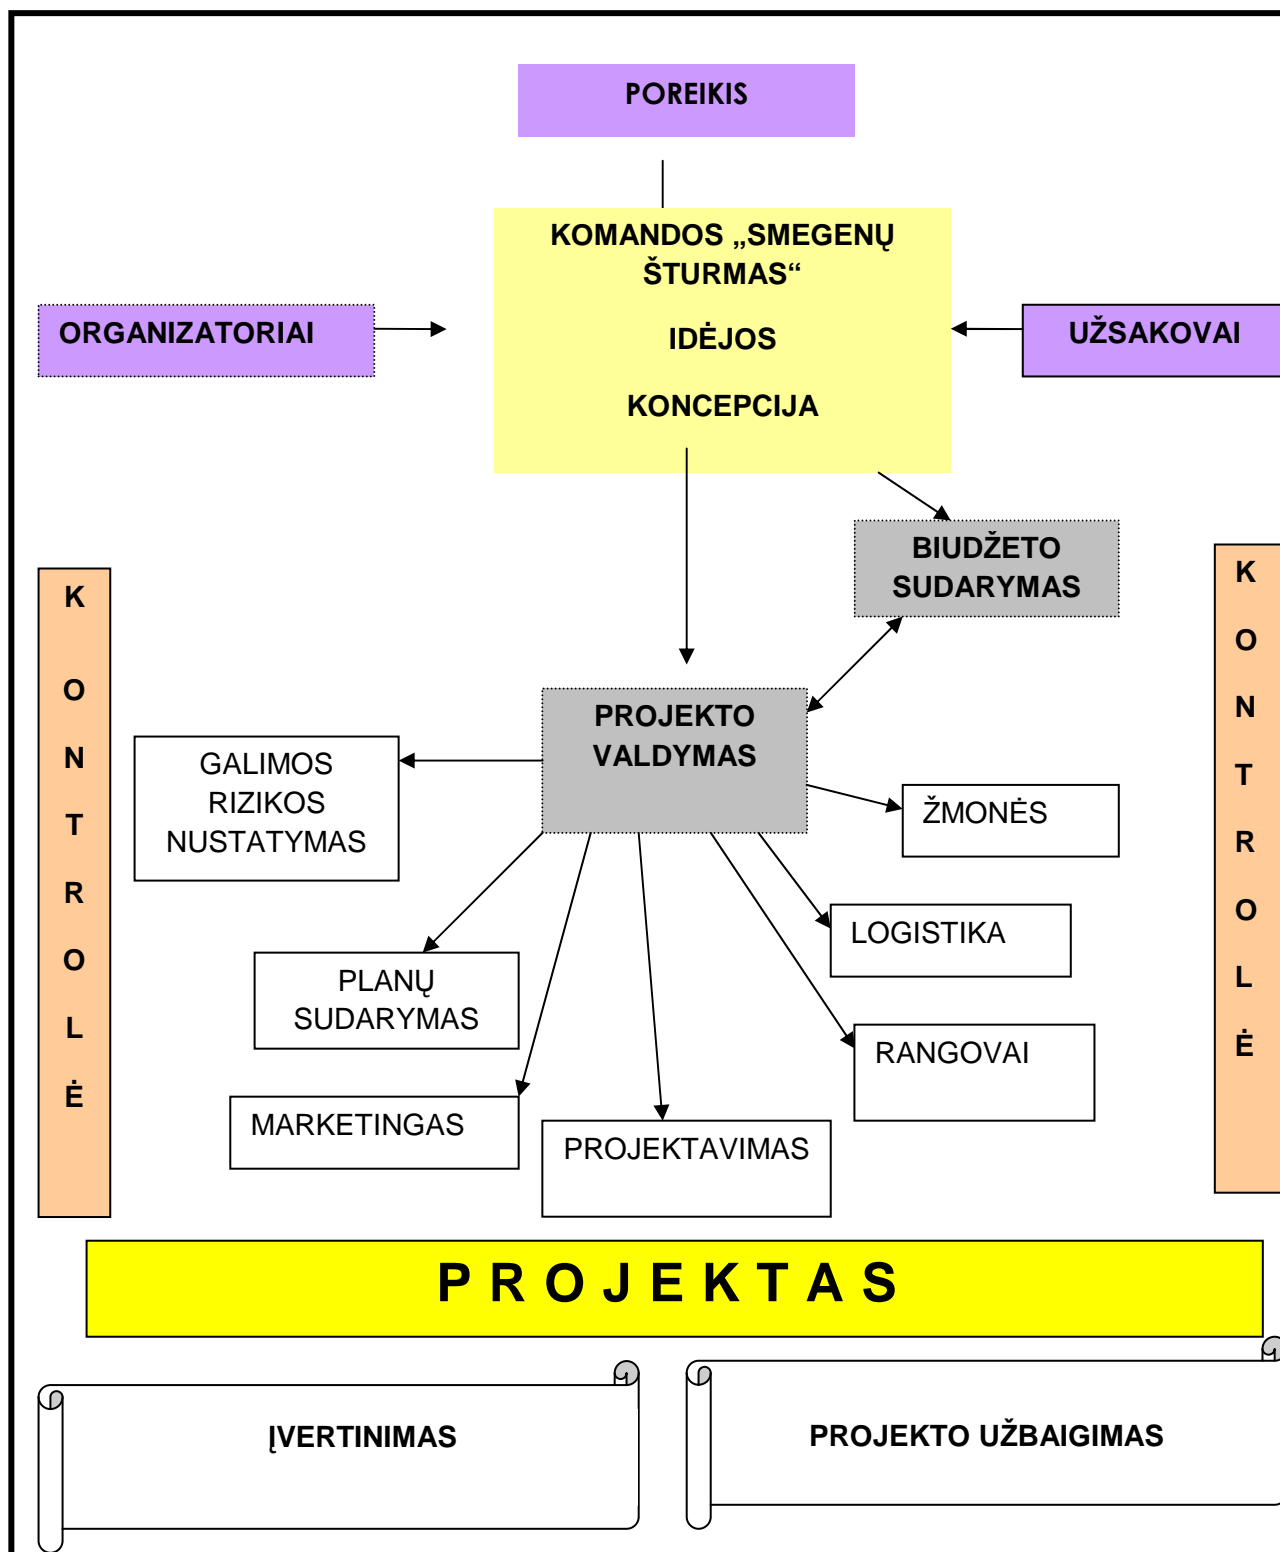 POREIKIS
KOMANDOS „SMEGENŲ
ŠTURMAS“
IDĖJOS
KONCEPCIJA
ORGANIZATORIAI
UŽSAKOVAI
BIUDŽETO
SUDARYMAS
PROJEKTO
VALDYMAS
K
O
N
T
R
O
L
Ė
GALIMOS
RIZIKOS
NUSTATYMAS
ŽMONĖS
LOGISTIKA
PLANŲ
SUDARYMAS
RANGOVAI
MARKETINGAS
PROJEKTAVIMAS
K
O
N
T
R
O
L
Ė
P R O J E K T A S
ĮVERTINIMAS
PROJEKTO UŽBAIGIMAS